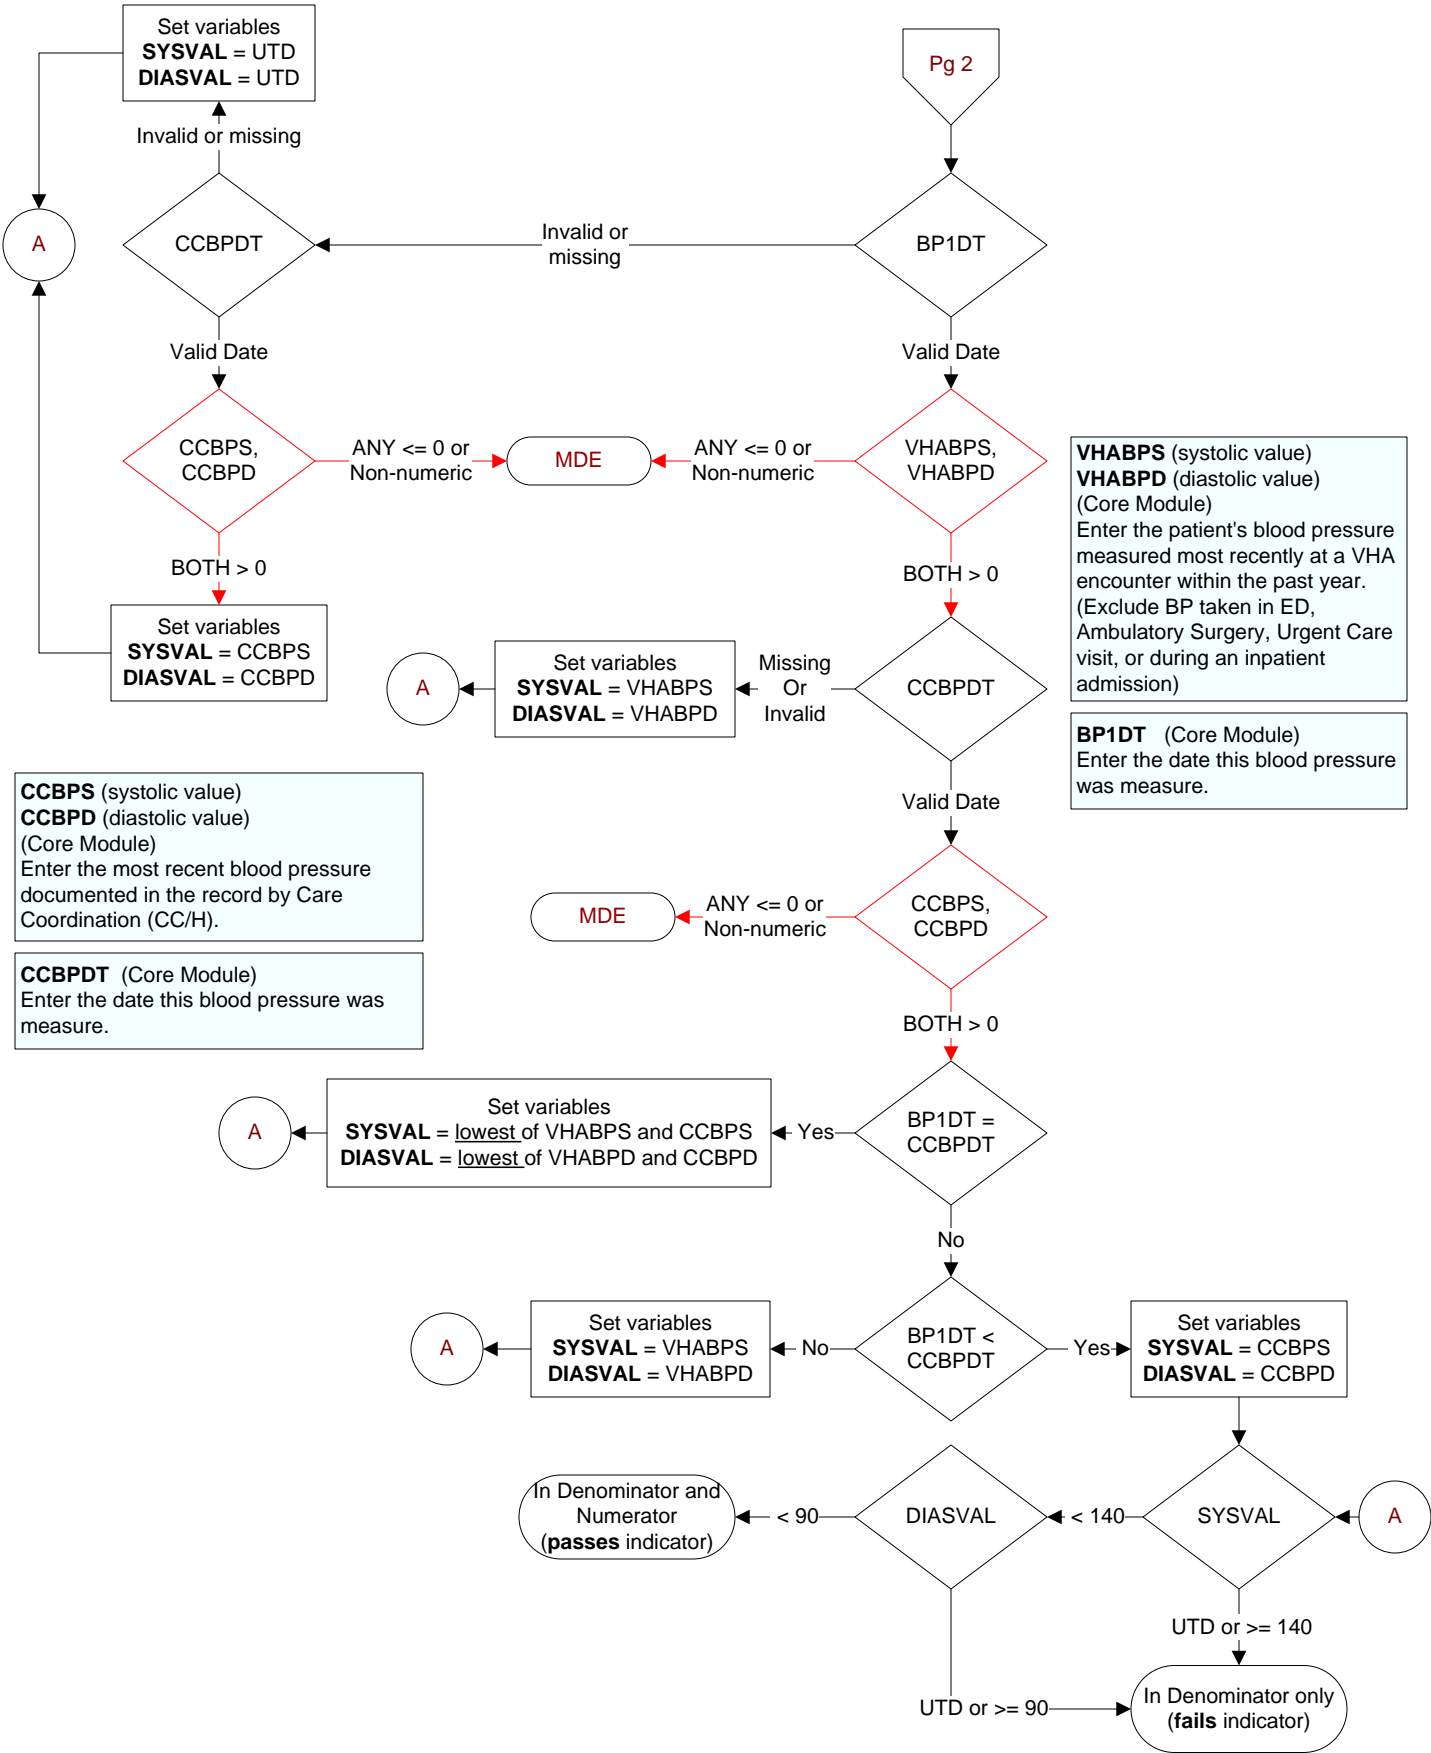 Set variables
SYSVAL = UTD
DIASVAL = UTD
Pg 2
Invalid or missing
A
CCBPDT
Invalid or
missing
BP1DT
Valid Date
Valid Date
CCBPS,
CCBPD
ANY <= 0 or
Non-numeric
MDE
ANY <= 0 or
Non-numeric
VHABPS,
VHABPD
VHABPS (systolic value)
VHABPD (diastolic value)
(Core Module)
Enter the patient's blood pressure
measured most recently at a VHA
encounter within the past year.
(Exclude BP taken in ED,
Ambulatory Surgery, Urgent Care
visit, or during an inpatient
admission)
BOTH > 0
BOTH > 0
Set variables
SYSVAL = CCBPS
DIASVAL = CCBPD
A
Set variables
SYSVAL = VHABPS
DIASVAL = VHABPD
Missing
Or
Invalid
CCBPDT
BP1DT (Core Module)
Enter the date this blood pressure
was measure.
CCBPS (systolic value)
CCBPD (diastolic value)
(Core Module)
Enter the most recent blood pressure
documented in the record by Care
Coordination (CC/H).
Valid Date
MDE
ANY <= 0 or
Non-numeric
CCBPS,
CCBPD
CCBPDT (Core Module)
Enter the date this blood pressure was
measure.
BOTH > 0
A
Set variables
SYSVAL = lowest of VHABPS and CCBPS
DIASVAL = lowest of VHABPD and CCBPD
Yes
BP1DT =
CCBPDT
No
A
Set variables
SYSVAL = VHABPS
DIASVAL = VHABPD
No
BP1DT <
CCBPDT
Yes
Set variables
SYSVAL = CCBPS
DIASVAL = CCBPD
In Denominator and
Numerator
(passes indicator)
< 90
DIASVAL
< 140
SYSVAL
A
UTD or >= 140
UTD or >= 90
In Denominator only
(fails indicator)